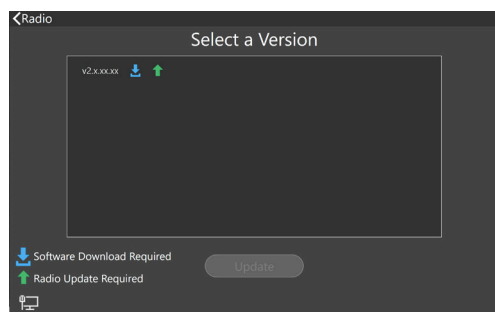 Radio
Select a Version
v2.x.xx.xx
Software Download Required
Update
Radio Update Required